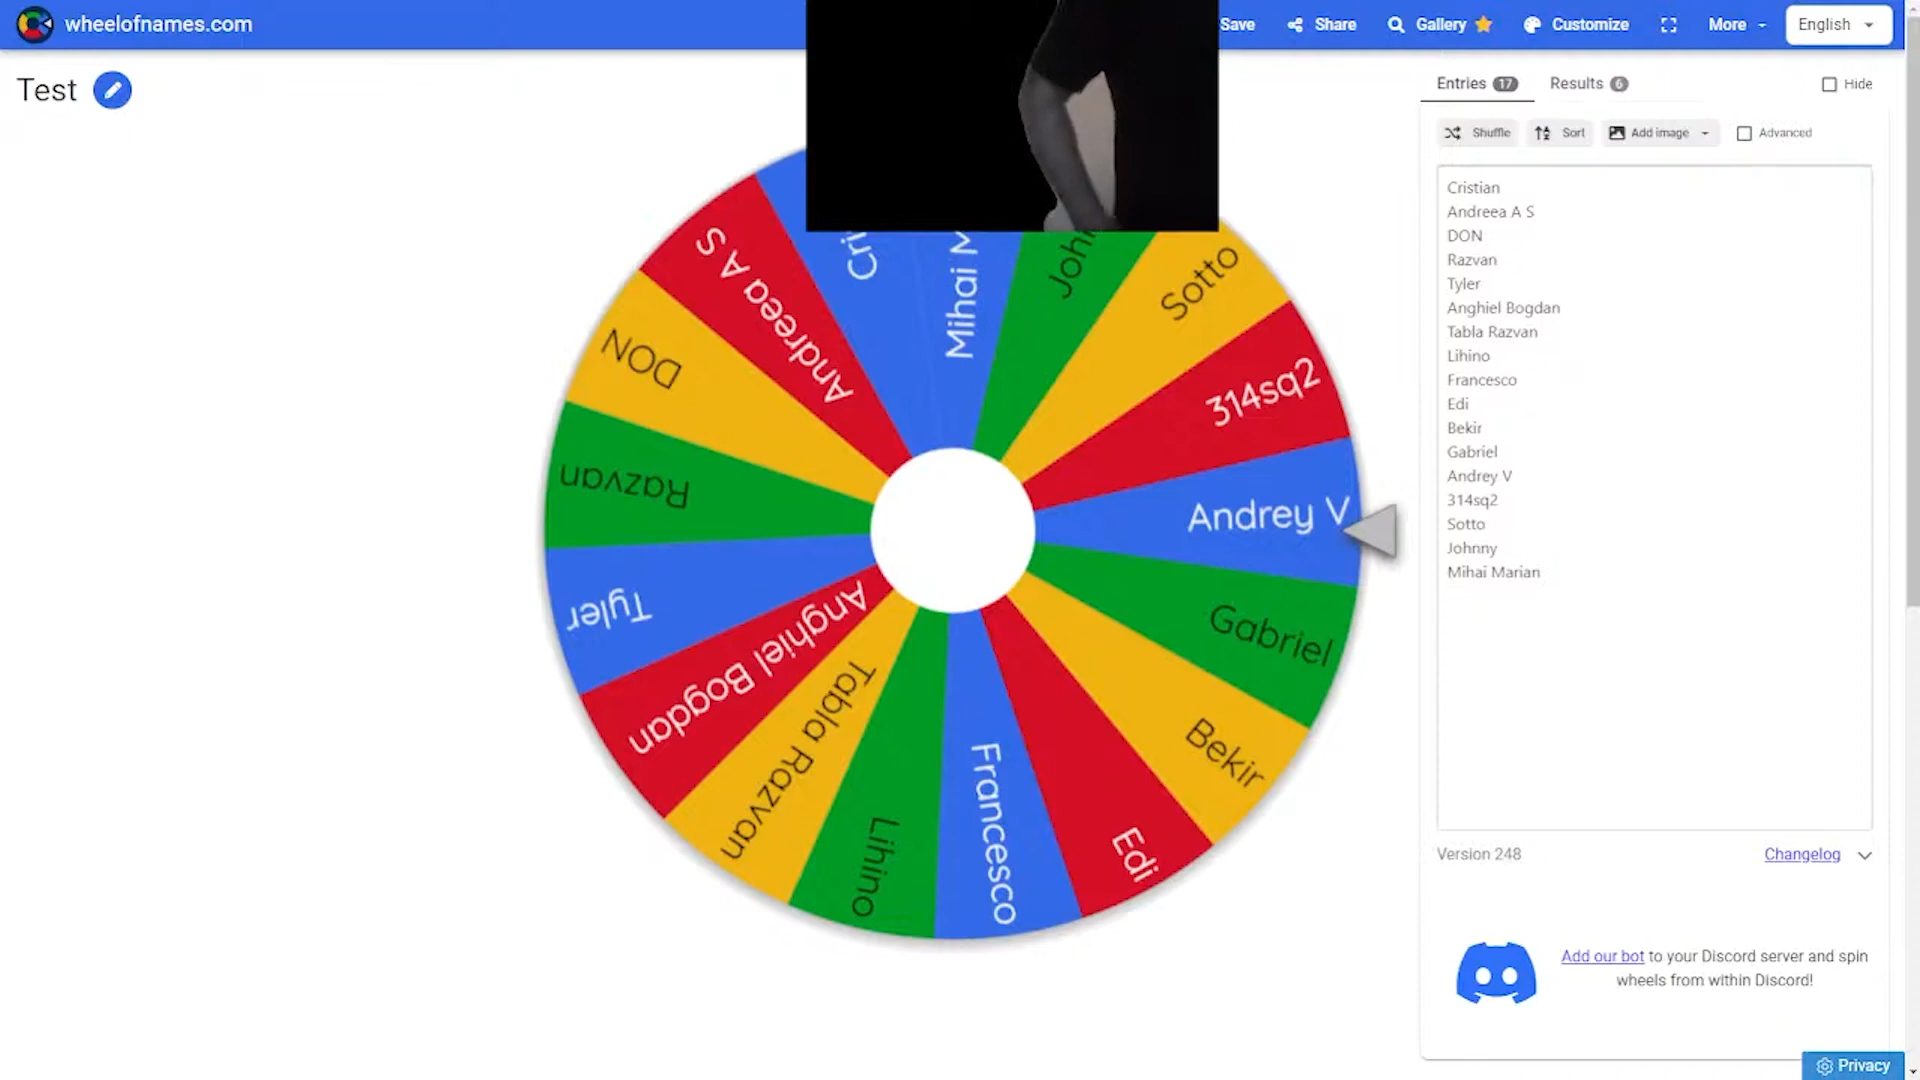 wheelofnames.com
Save
Share
Gallery
Customize
More
English
Test
Entries 17
Results 6
Hide
Shuffle
Sort
Add image
Advanced
Cristian
Andreea A S
DON
Razvan
Tyler
Anghiel Bogdan
Tabla Razvan
Lihino
Francesco
Edi
Bekir
Gabriel
Andrey V
314sq2
Sotto
Johnny
Mihai Marian
Cri
Mihai M
John
Sotto
314sq2
Andrey V
Gabriel
Bekir
Edi
Francesco
Lihino
Tabla Razvan
Anghiel Bogdan
Tyler
Razvan
DON
Andreea A S
Version 248
Changelog
Add our bot to your Discord server and spin
wheels from within Discord!
Privacy